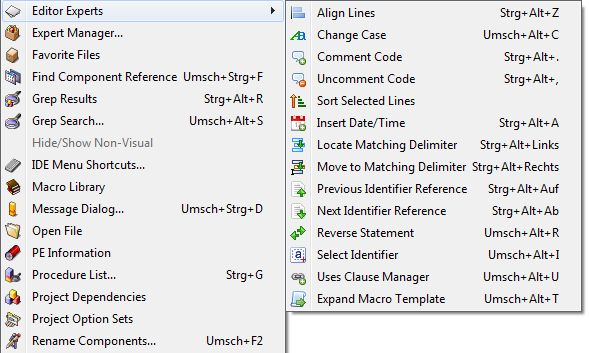 Editor Experts
Expert Manager...
Favorite Files
Find Component Reference Umsch+Strg+F
Grep Results Strg+Alt+R
Grep Search... Umsch+Alt+S
Hide/Show Non-Visual
IDE Menu Shortcuts...
Macro Library
Message Dialog... Umsch+Strg+D
Open File
PE Information
Procedure List... Strg+G
Project Dependencies
Project Option Sets
Rename Components... Umsch+F2
Align Lines Strg+Alt+Z
Change Case Umsch+Alt+C
Comment Code Strg+Alt+.
Uncomment Code Strg+Alt+,
Sort Selected Lines
Insert Date/Time Strg+Alt+A
Locate Matching Delimiter Strg+Alt+Links
Move to Matching Delimiter Strg+Alt+Rechts
Previous Identifier Reference Strg+Alt+Auf
Next Identifier Reference Strg+Alt+Ab
Reverse Statement Umsch+Alt+R
Select Identifier Umsch+Alt+I
Uses Clause Manager Umsch+Alt+U
Expand Macro Template Umsch+Alt+T